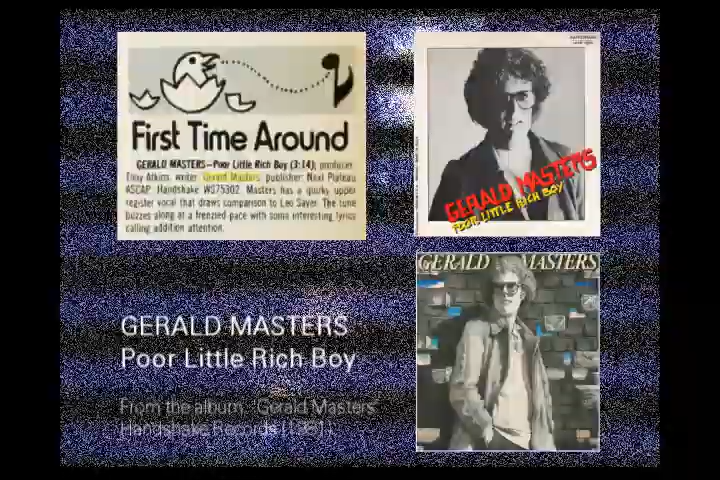 First Time Around
GERALD MASTERS—Poor Little Rich Boy (3:14); producer:
Tony Atkins; writer: Gerald Masters; publisher: Next Plateau
ASCAP. Handshake WS75302. Masters has a quirky upper
register vocal that draws comparison to Leo Sayer. The tune
buzzes along at a frenzied pace with some interesting lyrics
calling addition attention.
GERALD MASTERS
POOR LITTLE RICH BOY
GERALD MASTERS
GERALD MASTERS
Poor Little Rich Boy
From the album "Gerald Masters"
Handshake Records (1981)